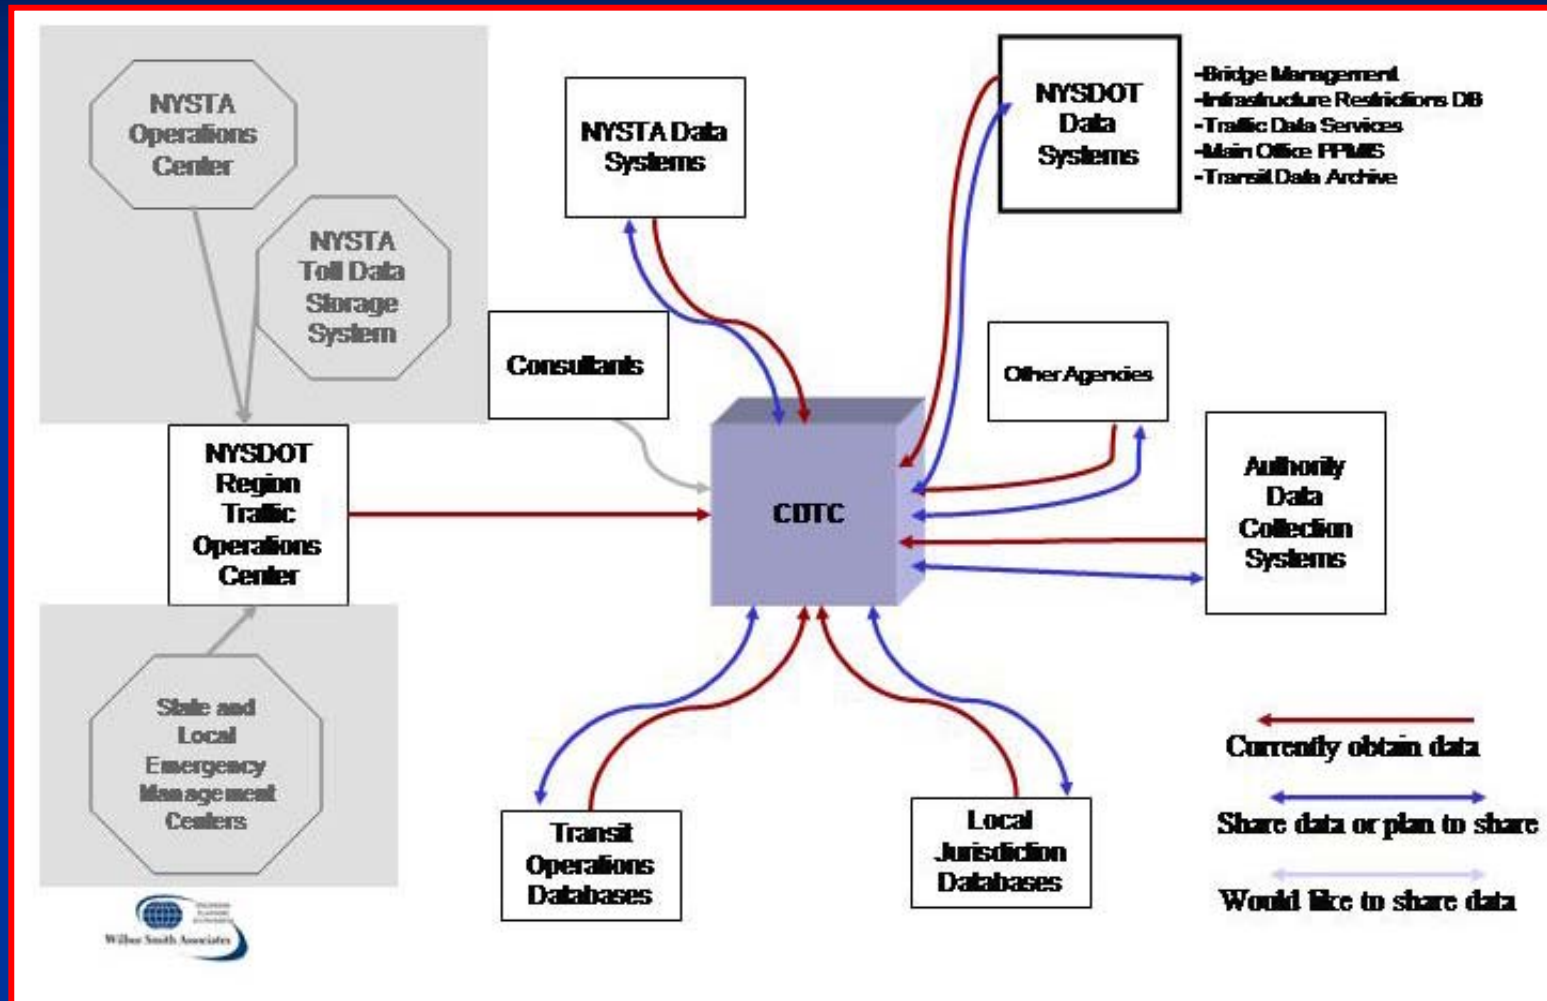 NYSTA
Operations
Center
NYSTA
Toll Data
Storage
System
NYSTA Data
Systems
NYSDOT
Data
Systems
-Bridge Management
-Infrastructure Restrictions DB
-Traffic Data Services
-Main Office PPMIS
-Transit Data Archive
Consultants
Other Agencies
NYSDOT
Region
Traffic
Operations
Center
CDTC
Authority
Data
Collection
Systems
State and
Local
Emergency
Management
Centers
Transit
Operations
Databases
Local
Jurisdiction
Databases
Currently obtain data
Share data or plan to share
Would like to share data
Wilbur Smith Associates